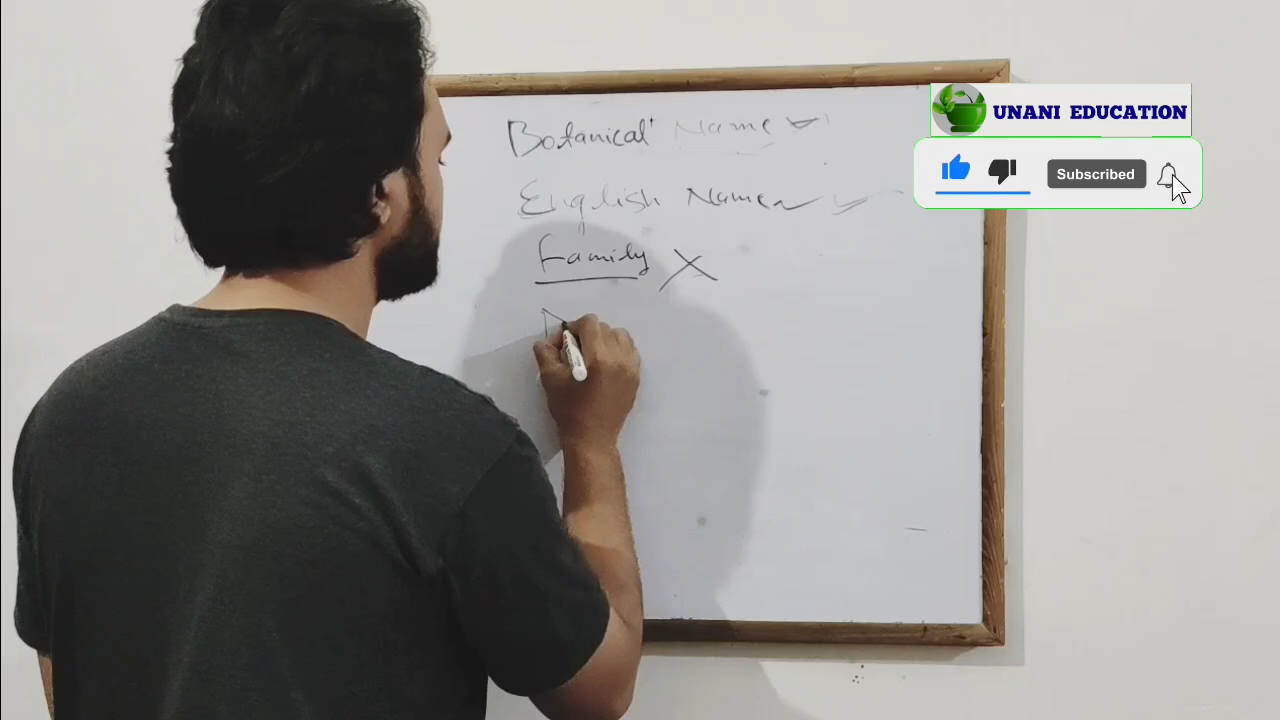 Botanical Name
English Name
Family X
UNANI EDUCATION
Subscribed